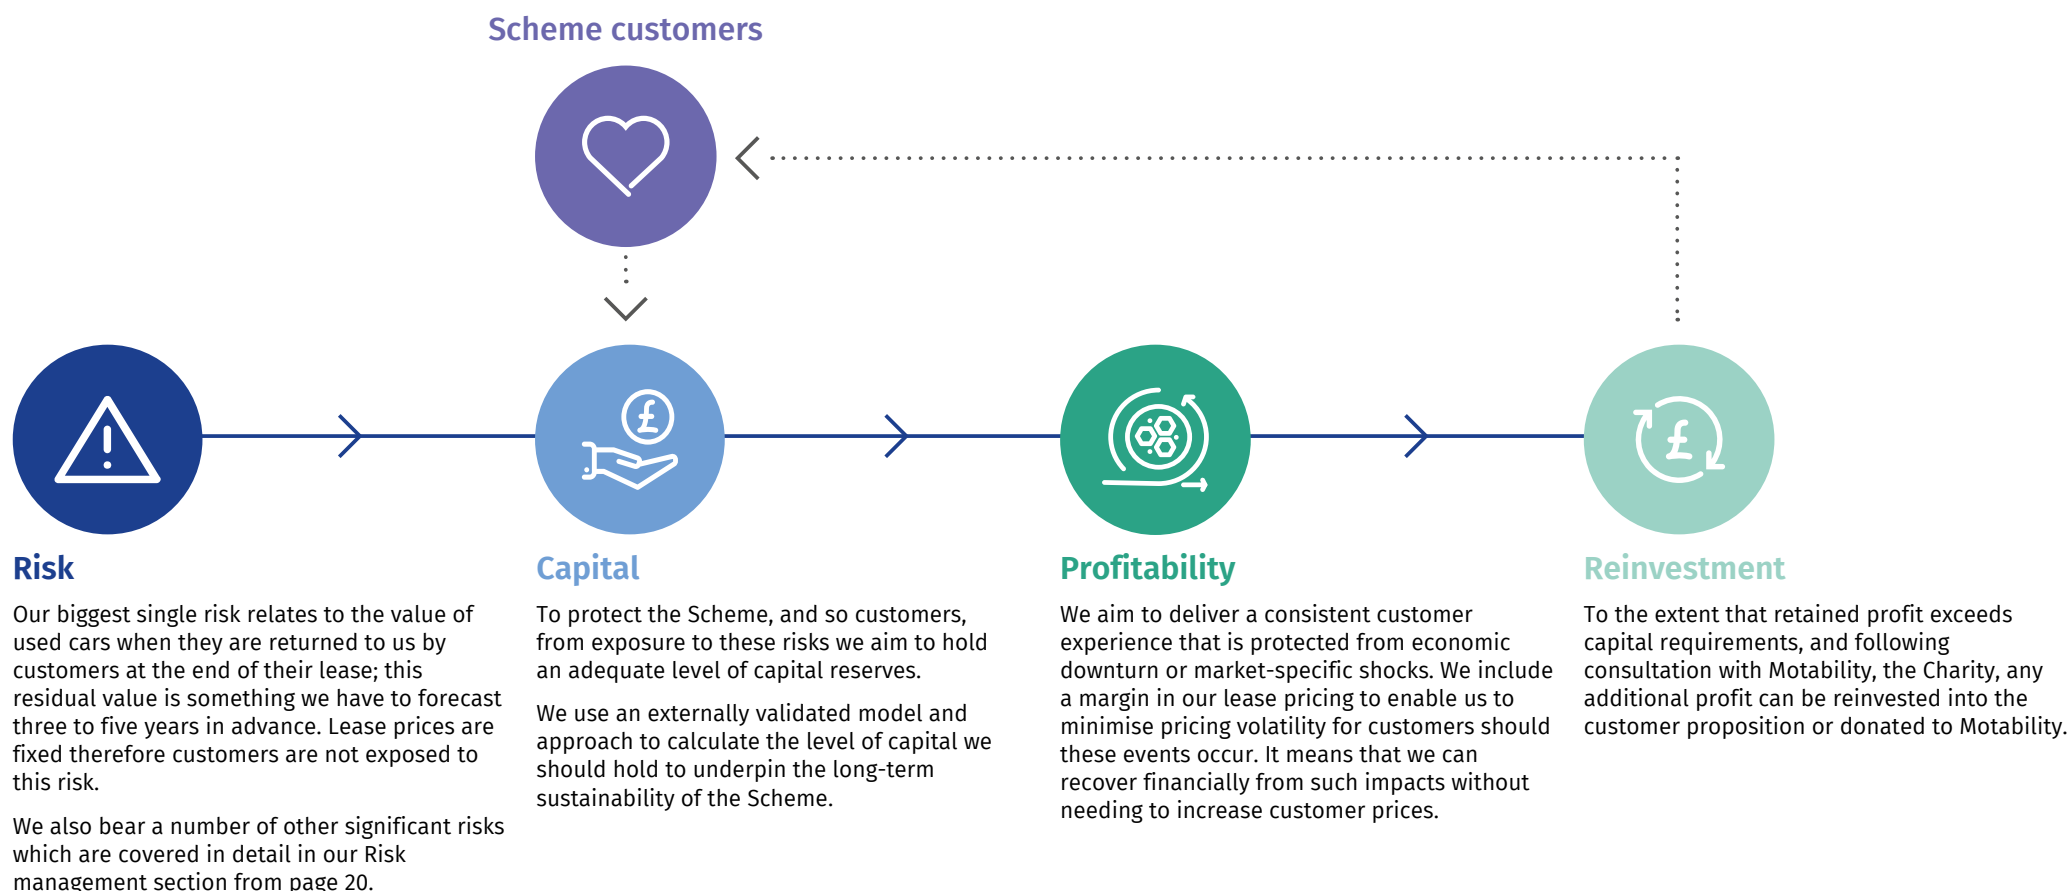 Scheme customers
Risk
Our biggest single risk relates to the value of
used cars when they are returned to us by
customers at the end of their lease; this
residual value is something we have to forecast
three to five years in advance. Lease prices are
fixed therefore customers are not exposed to
this risk.
We also bear a number of other significant risks
which are covered in detail in our Risk
management section from page 20.
£
Capital
To protect the Scheme, and so customers,
from exposure to these risks we aim to hold
an adequate level of capital reserves.
We use an externally validated model and
approach to calculate the level of capital we
should hold to underpin the long-term
sustainability of the Scheme.
Profitability
We aim to deliver a consistent customer
experience that is protected from economic
downturn or market-specific shocks. We include
a margin in our lease pricing to enable us to
minimise pricing volatility for customers should
these events occur. It means that we can
recover financially from such impacts without
needing to increase customer prices.
£
Reinvestment
To the extent that retained profit exceeds
capital requirements, and following
consultation with Motability, the Charity, any
additional profit can be reinvested into the
customer proposition or donated to Motability.